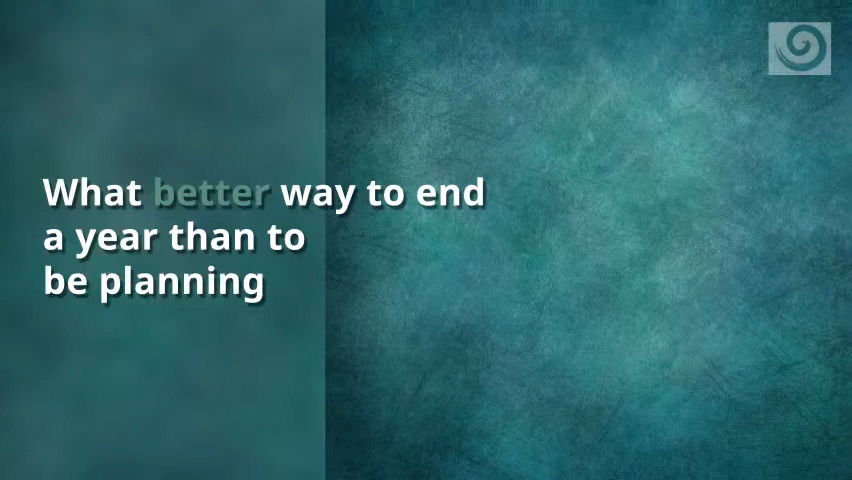 What better way to end
a year than to
be planning